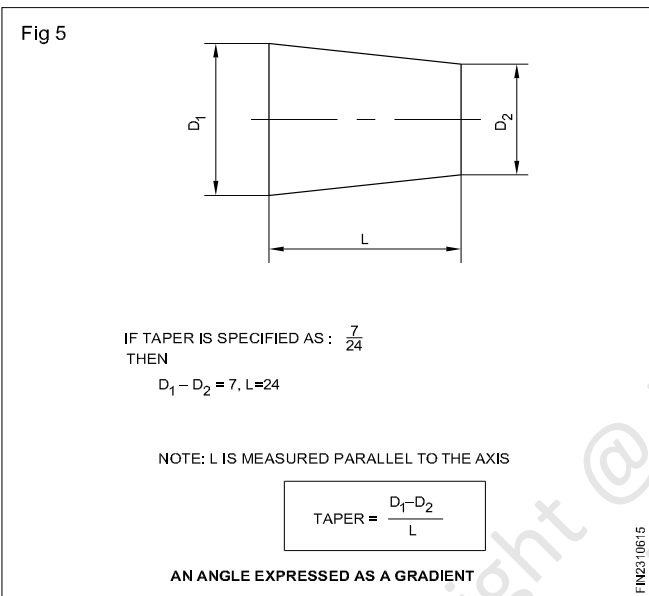 Fig 5
D1
D2
L
IF TAPER IS SPECIFIED AS : 7/24
THEN
D1 – D2 = 7, L=24
NOTE: L IS MEASURED PARALLEL TO THE AXIS
TAPER = D1–D2 / L
AN ANGLE EXPRESSED AS A GRADIENT
FIN2310615
ght @